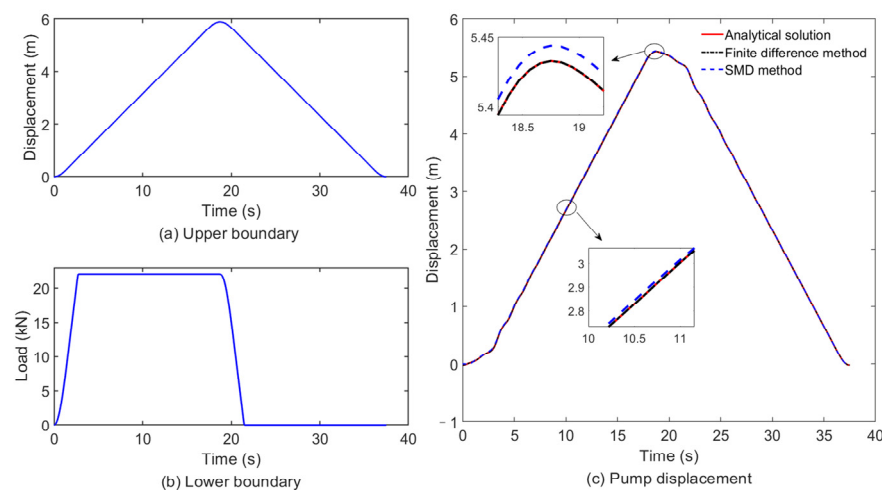 6
4
2
0
Displacement (m)
0 10 20 30 40
Time (s)
(a) Upper boundary
20
15
10
5
0
Load (kN)
0 10 20 30 40
Time (s)
(b) Lower boundary
6
5
4
3
2
1
0
−1
Displacement (m)
5.45
5.4
18.5 19
Analytical solution
Finite difference method
SMD method
3
2.9
2.8
10 10.5 11
0 5 10 15 20 25 30 35 40
Time (s)
(c) Pump displacement